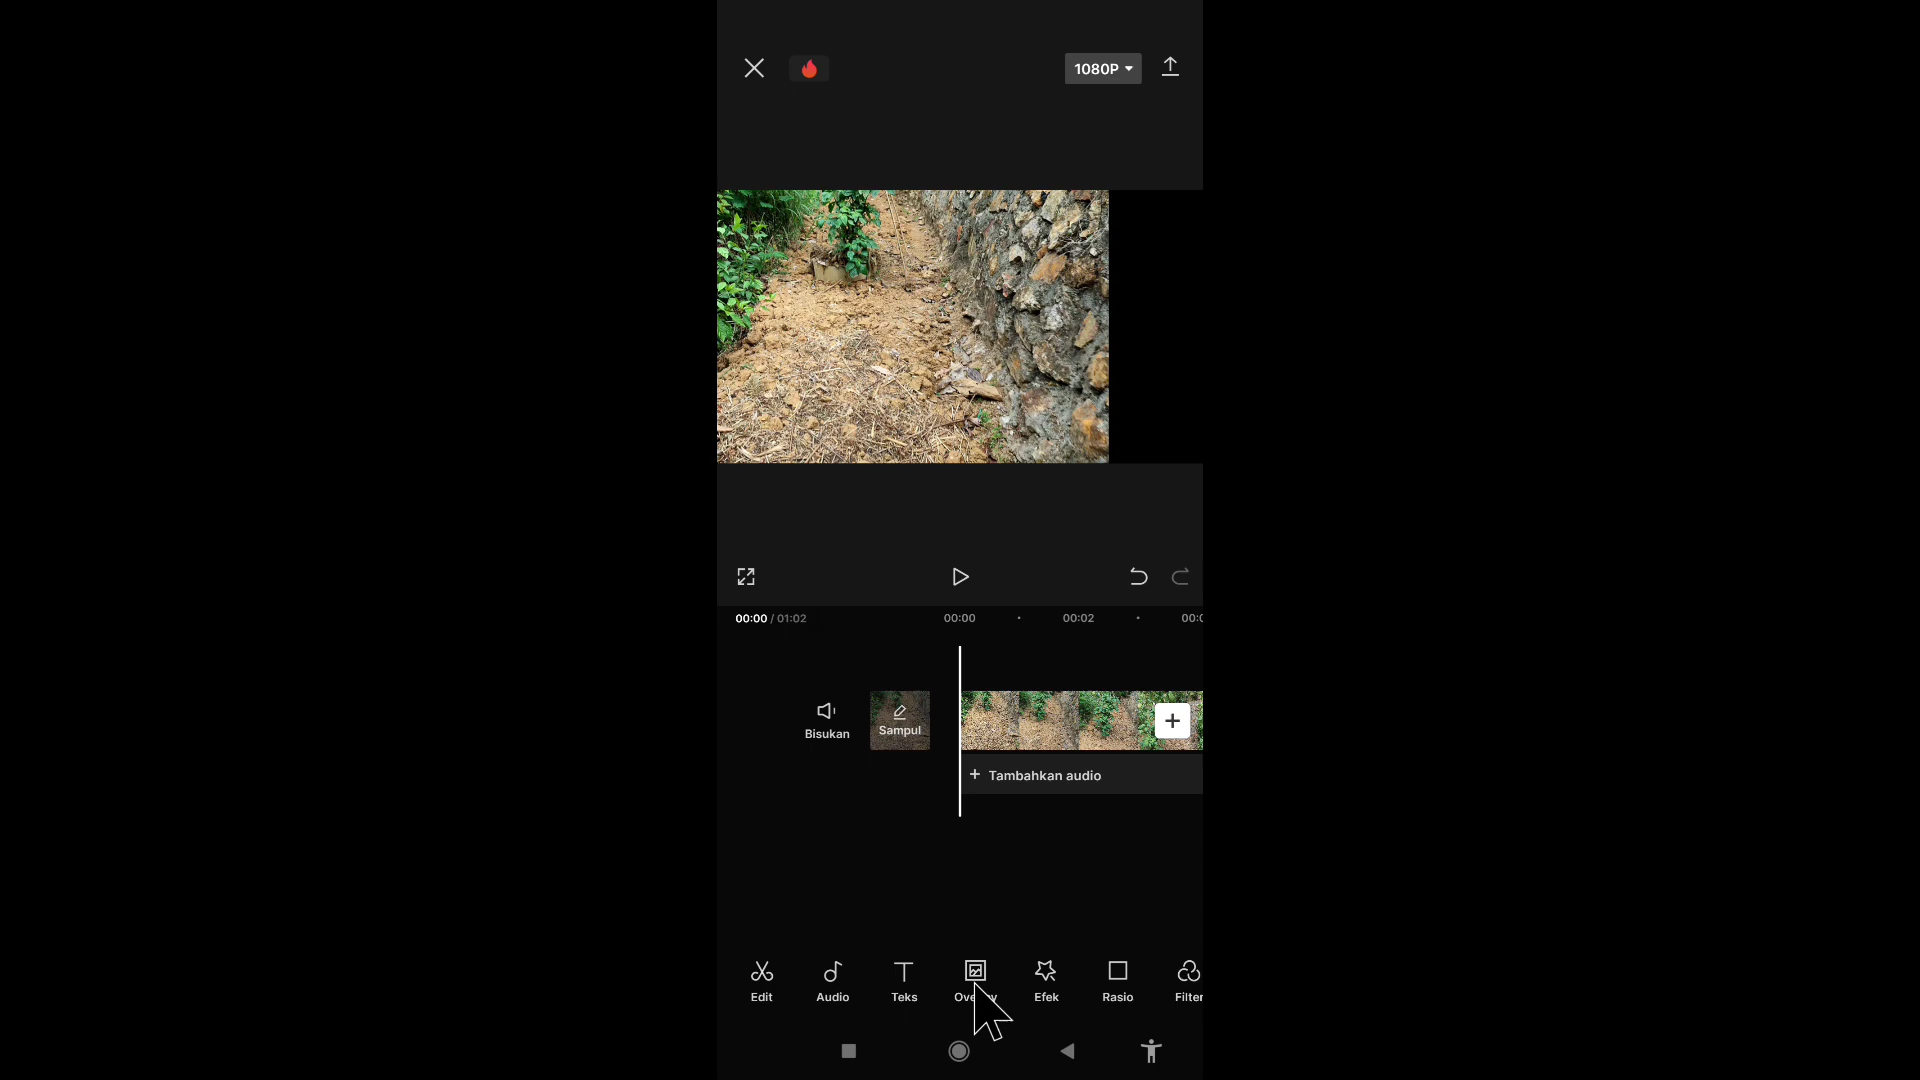 1080P
00:00 / 01:02
00:00
00:02
Bisukan
Sampul
+ Tambahkan audio
Edit
Audio
Teks
Efek
Rasio
Filter